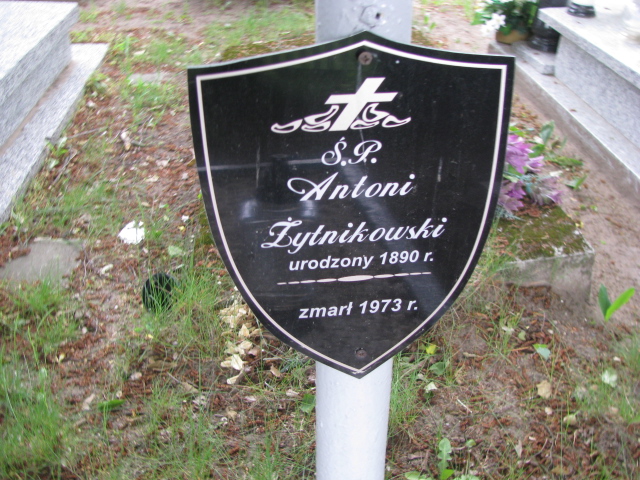 Ś.P.
Antoni
Żytnikowski
urodzony 1890 r.
zmarł 1973 r.